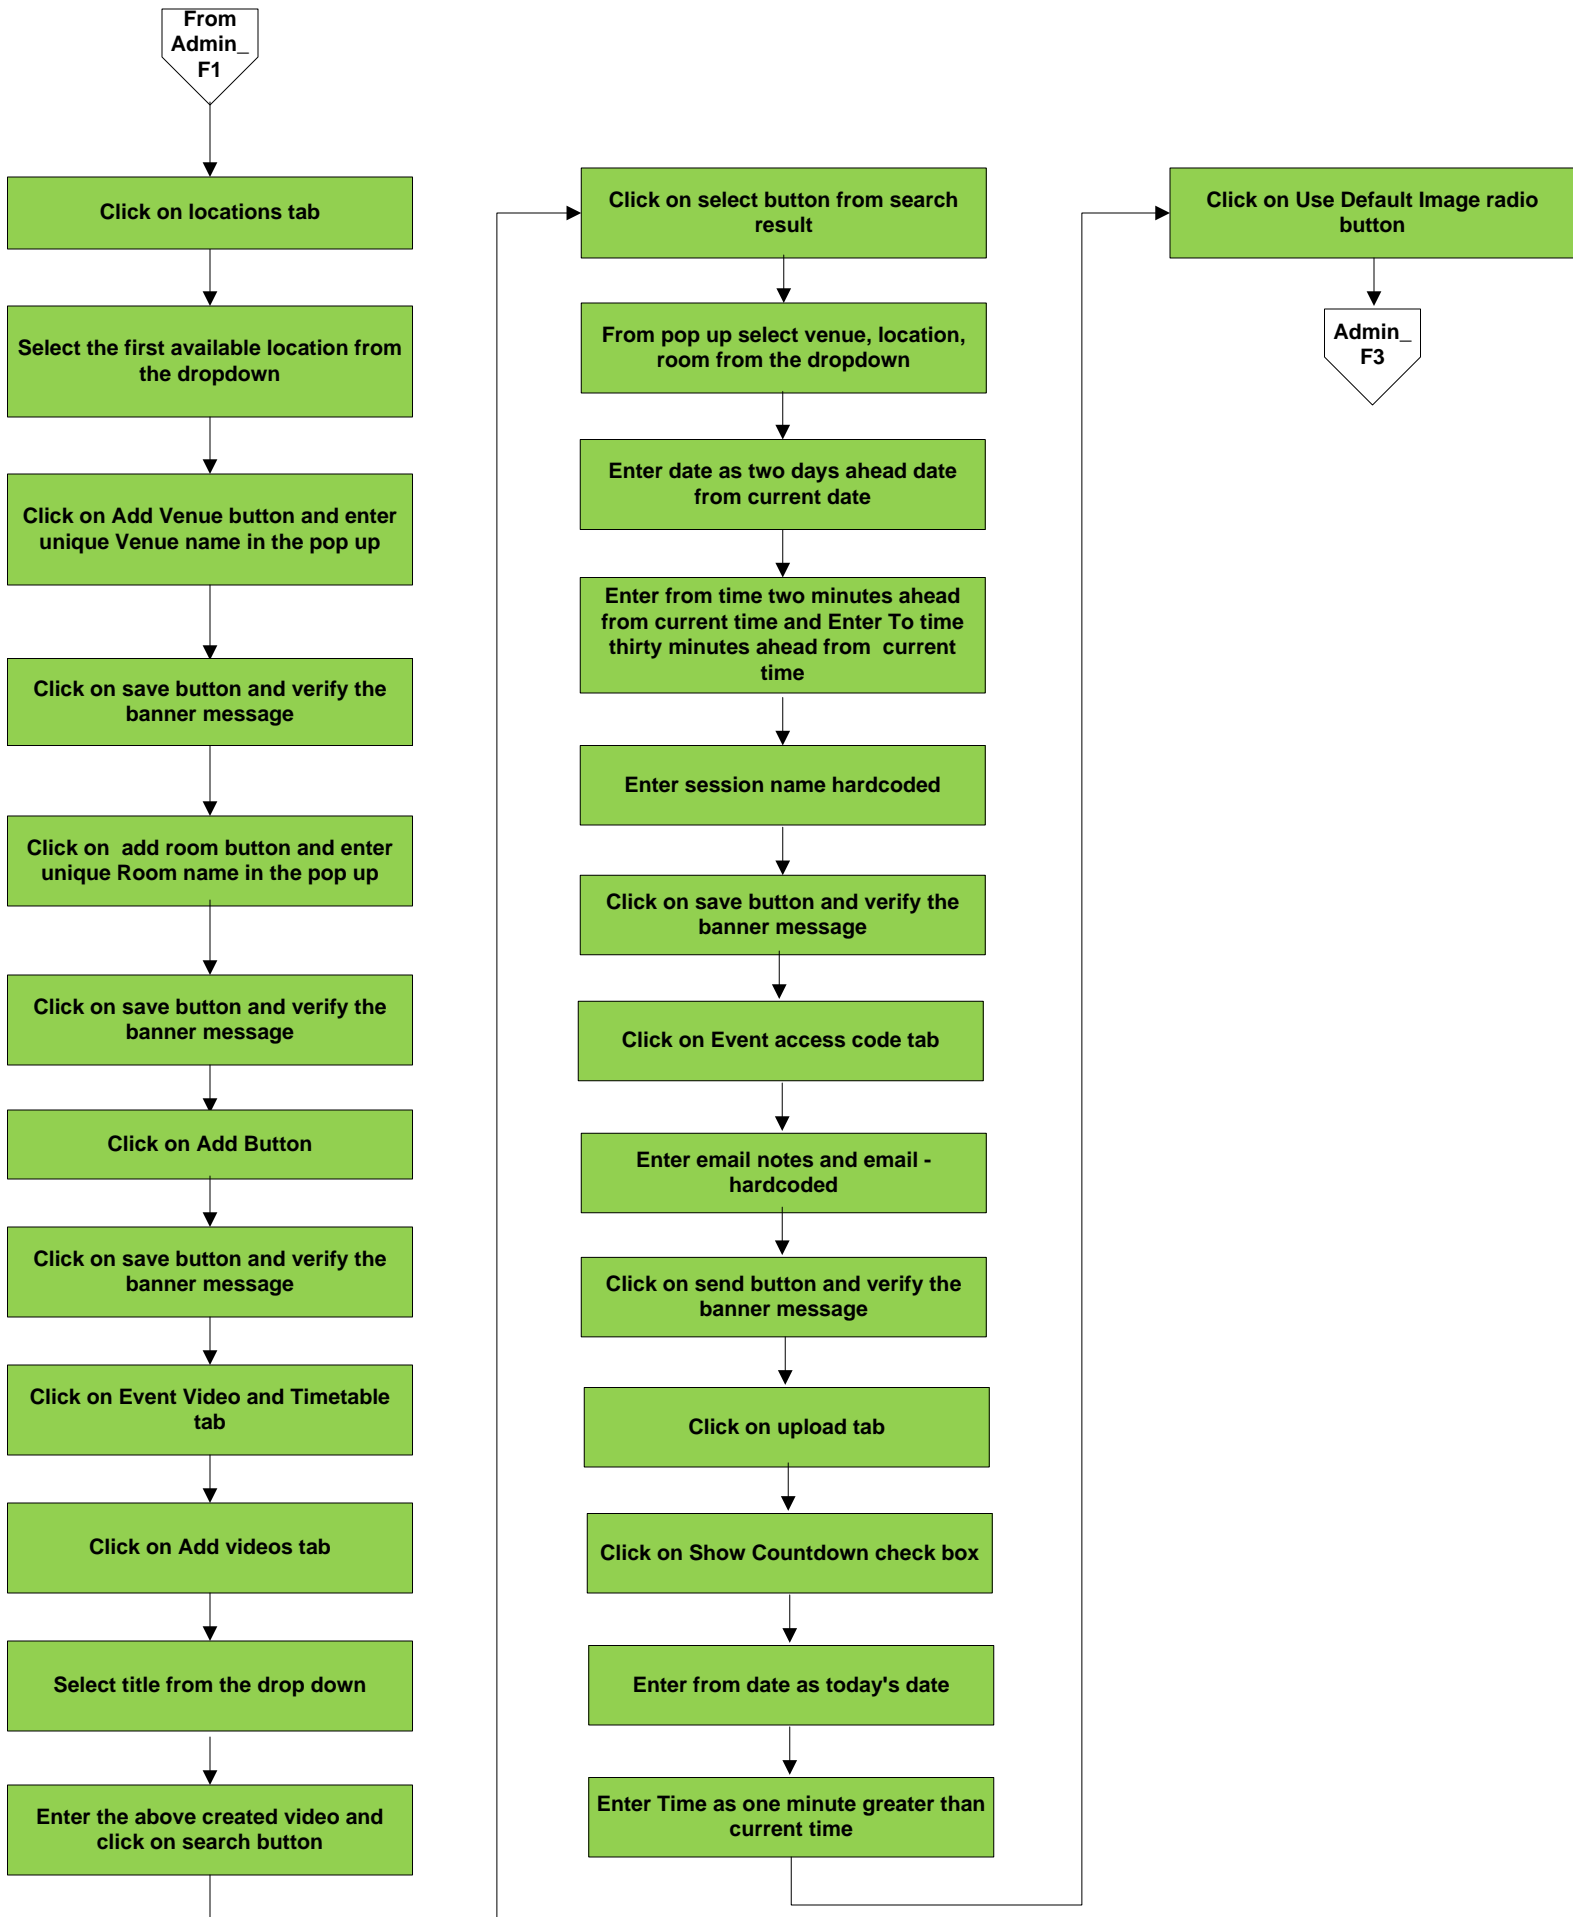 From
Admin_
F1
Click on locations tab
Select the first available location from
the dropdown
Click on Add Venue button and enter
unique Venue name in the pop up
Click on save button and verify the
banner message
Click on  add room button and enter
unique Room name in the pop up
Click on save button and verify the
banner message
Click on Add Button
Click on save button and verify the
banner message
Click on Event Video and Timetable
tab
Click on Add videos tab
Select title from the drop down
Enter the above created video and
click on search button
Click on select button from search
result
From pop up select venue, location,
room from the dropdown
Enter date as two days ahead date
from current date
Enter from time two minutes ahead
from current time and Enter To time
thirty minutes ahead from  current
time
Enter session name hardcoded
Click on save button and verify the
banner message
Click on Event access code tab
Enter email notes and email -
hardcoded
Click on send button and verify the
banner message
Click on upload tab
Click on Show Countdown check box
Enter from date as today's date
Enter Time as one minute greater than
current time
Click on Use Default Image radio
button
Admin_
F3